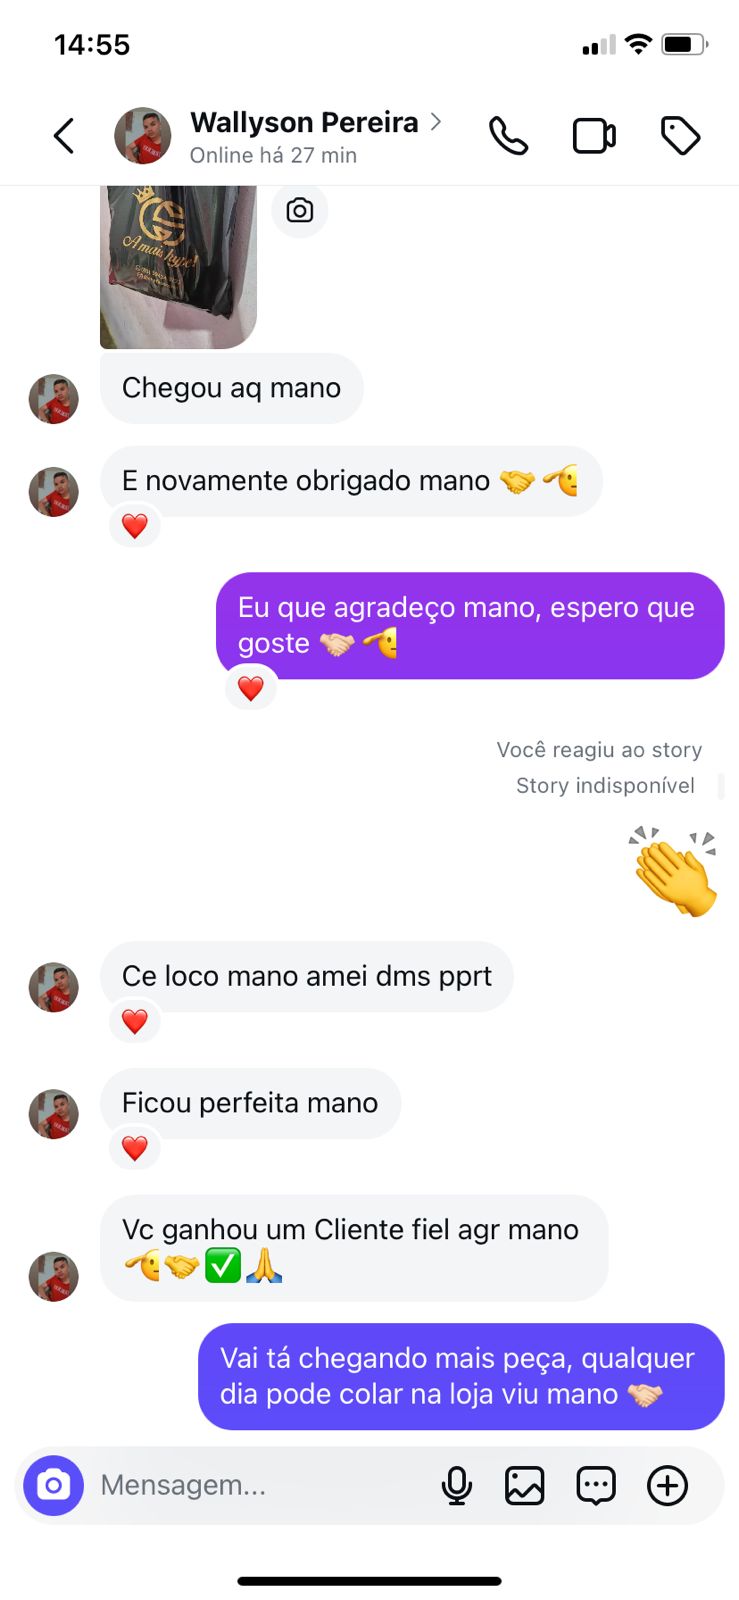 14:55
Wallyson Pereira
Online há 27 min
GS
A mais hype!
Chegou aq mano
E novamente obrigado mano 🤝🫡
Eu que agradeço mano, espero que
goste 🤝🏻🫡
Você reagiu ao story
Story indisponível
Ce loco mano amei dms pprt
Ficou perfeita mano
Vc ganhou um Cliente fiel agr mano
🫡🤝✅🙏
Vai tá chegando mais peça, qualquer
dia pode colar na loja viu mano 🤝🏻
Mensagem...